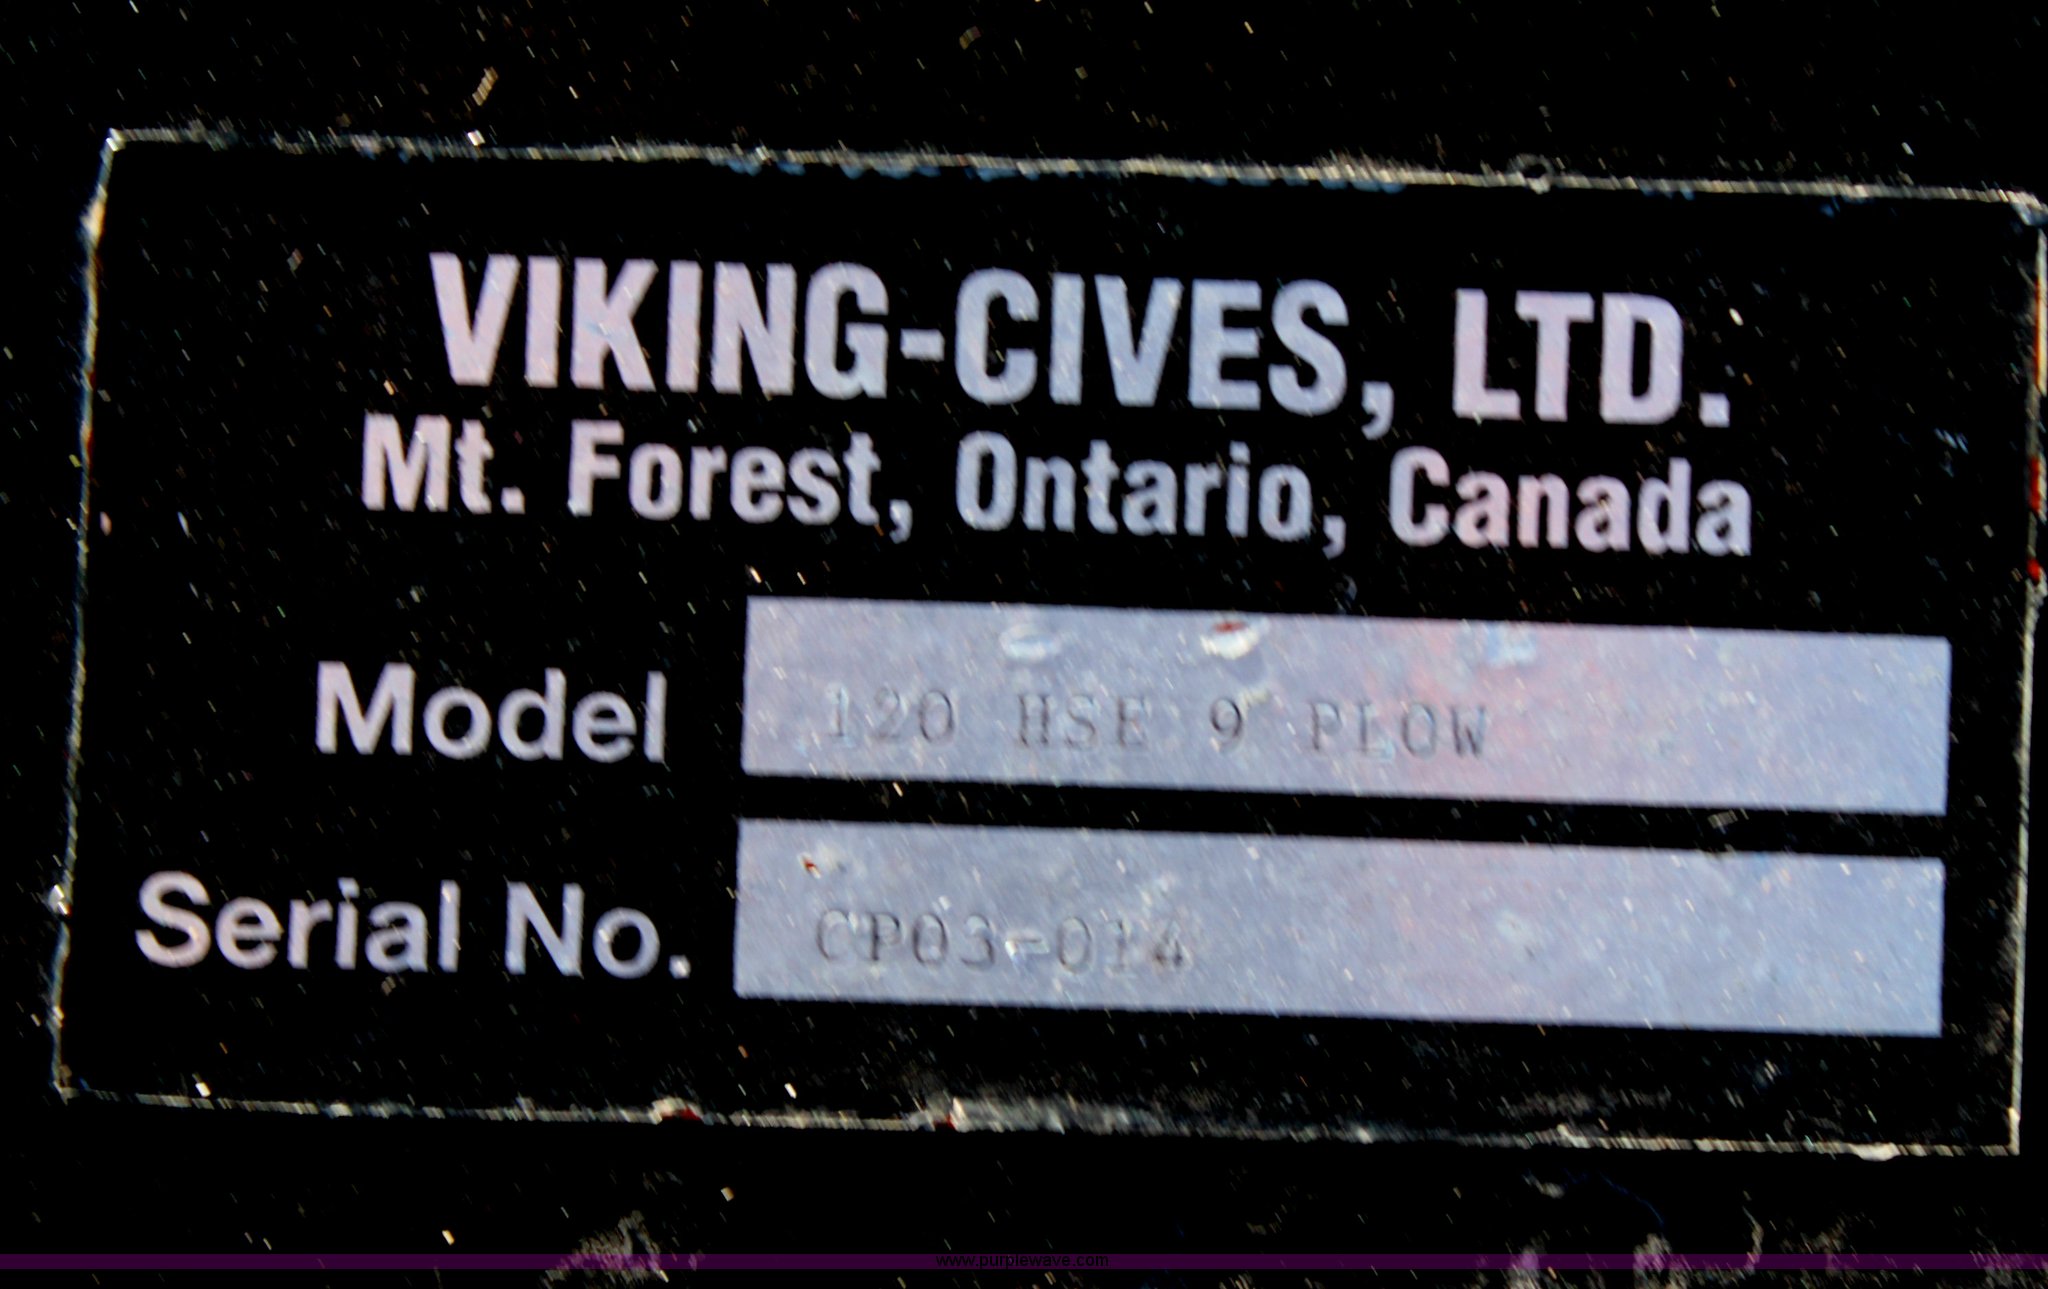 VIKING-CIVES, LTD.
Mt. Forest, Ontario, Canada
Model 120 HSE 9 PLOW
Serial No. CP03-014
www.purplewave.com